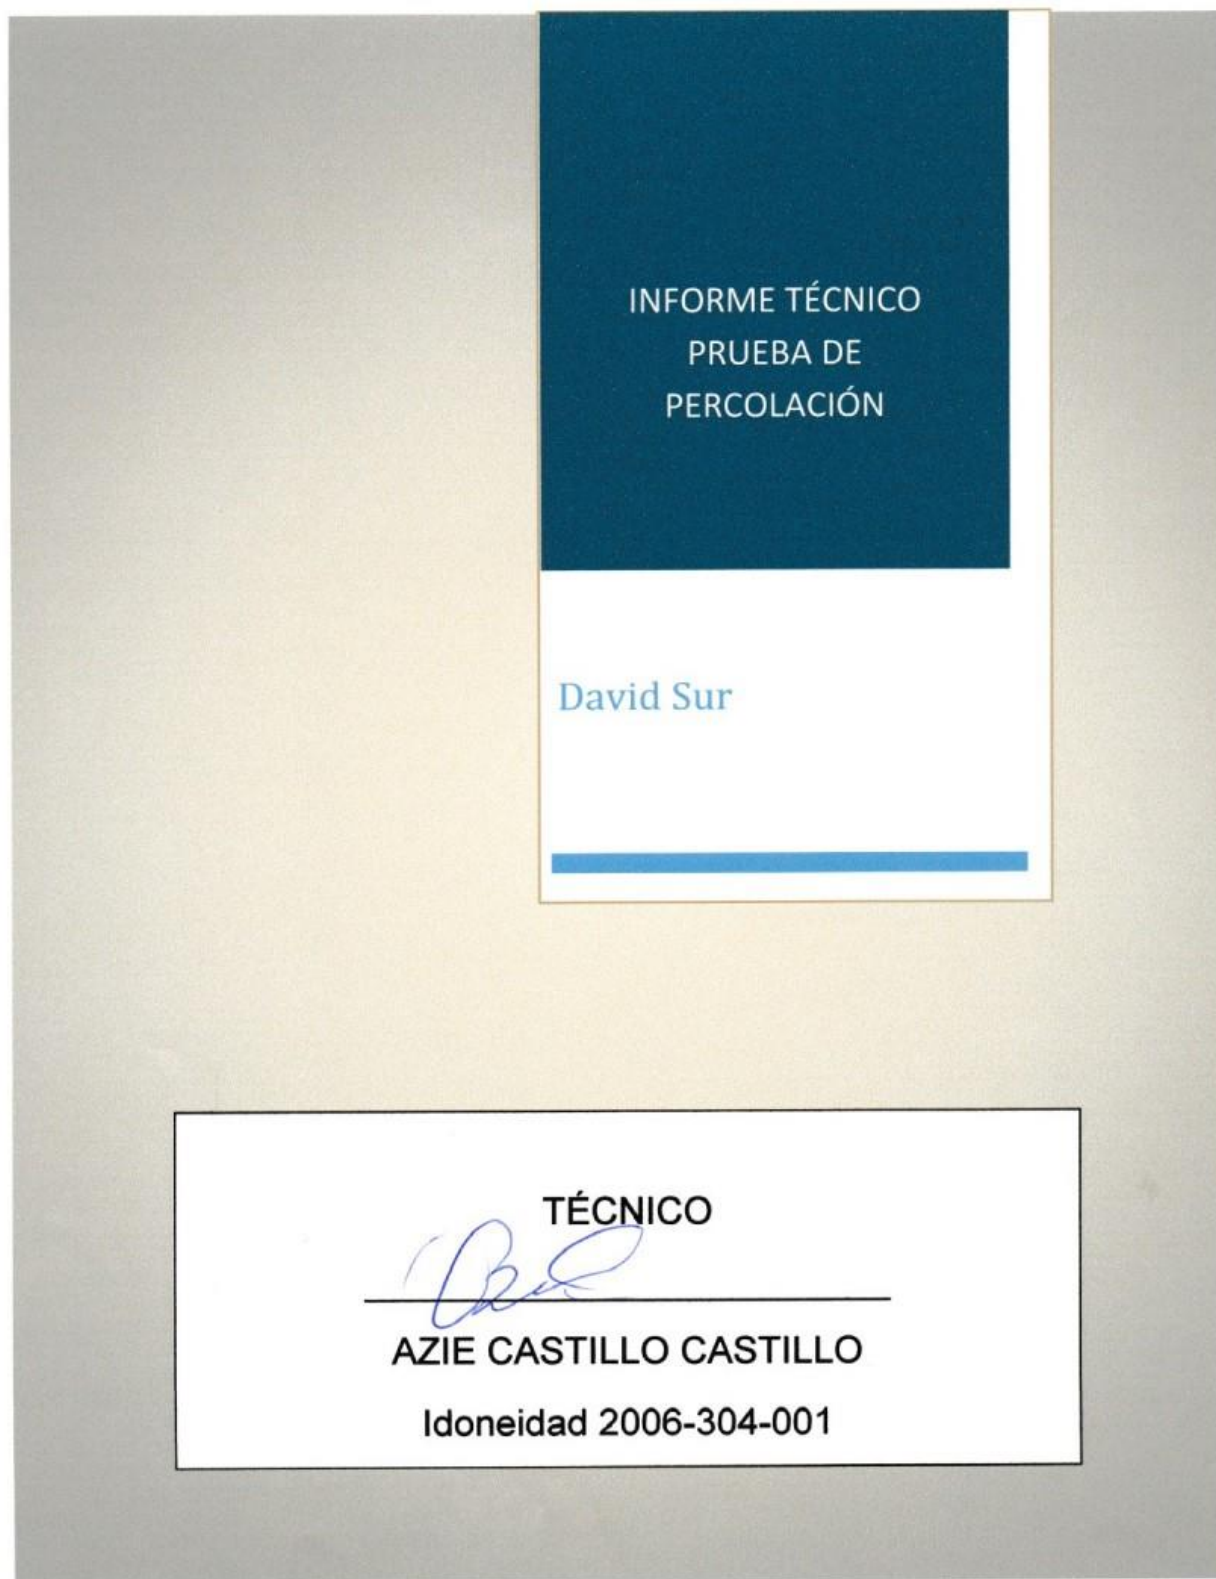 INFORME TÉCNICO
PRUEBA DE
PERCOLACIÓN
David Sur
TÉCNICO
AZIE CASTILLO CASTILLO
Idoneidad 2006-304-001